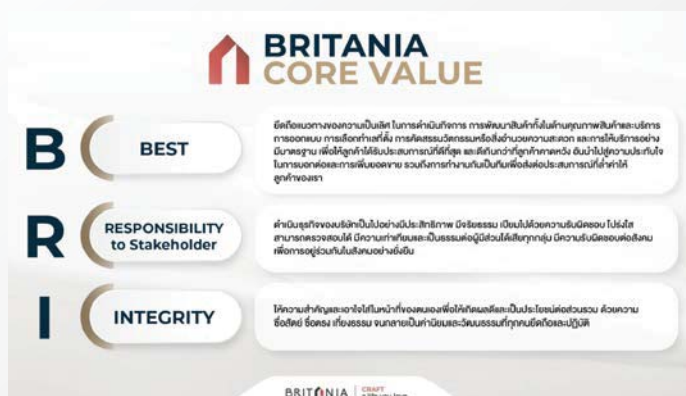 BRITANIA
CORE VALUE
B
BEST
ยึดถือแนวทางของความเป็นเลิศ ในการดำเนินกิจการ การพัฒนาสินค้าทั้งในด้านคุณภาพสินค้าและบริการ
การออกแบบ การเลือกทำเลที่ตั้ง การคัดสรรนวัตกรรมหรือสิ่งอำนวยความสะดวก และการให้บริการอย่าง
มีมาตรฐาน เพื่อให้ลูกค้าได้รับประสบการณ์ที่ดีที่สุด และดีเกินกว่าที่ลูกค้าคาดหวัง อันนำไปสู่ความประทับใจ
ในการบอกต่อและการเพิ่มยอดขาย รวมถึงการทำงานกันเป็นทีมเพื่อส่งต่อประสบการณ์ที่ล้ำค่าให้
ลูกค้าของเรา
R
RESPONSIBILITY
to Stakeholder
ดำเนินธุรกิจของบริษัทเป็นไปอย่างมีประสิทธิภาพ มีจริยธรรม เปี่ยมไปด้วยความรับผิดชอบ โปร่งใส
สามารถตรวจสอบได้ มีความเท่าเทียมและเป็นธรรมต่อผู้มีส่วนได้เสียทุกกลุ่ม มีความรับผิดชอบต่อสังคม
เพื่อการอยู่ร่วมกันในสังคมอย่างยั่งยืน
I
INTEGRITY
ให้ความสำคัญและเอาใจใส่ในหน้าที่ของตนเองเพื่อให้เกิดผลดีและเป็นประโยชน์ต่อส่วนรวม ด้วยความ
ซื่อสัตย์ ซื่อตรง เที่ยงธรรม จนกลายเป็นค่านิยมและวัฒนธรรมที่ทุกคนยึดถือและปฏิบัติ
BRITANIA
CRAFT